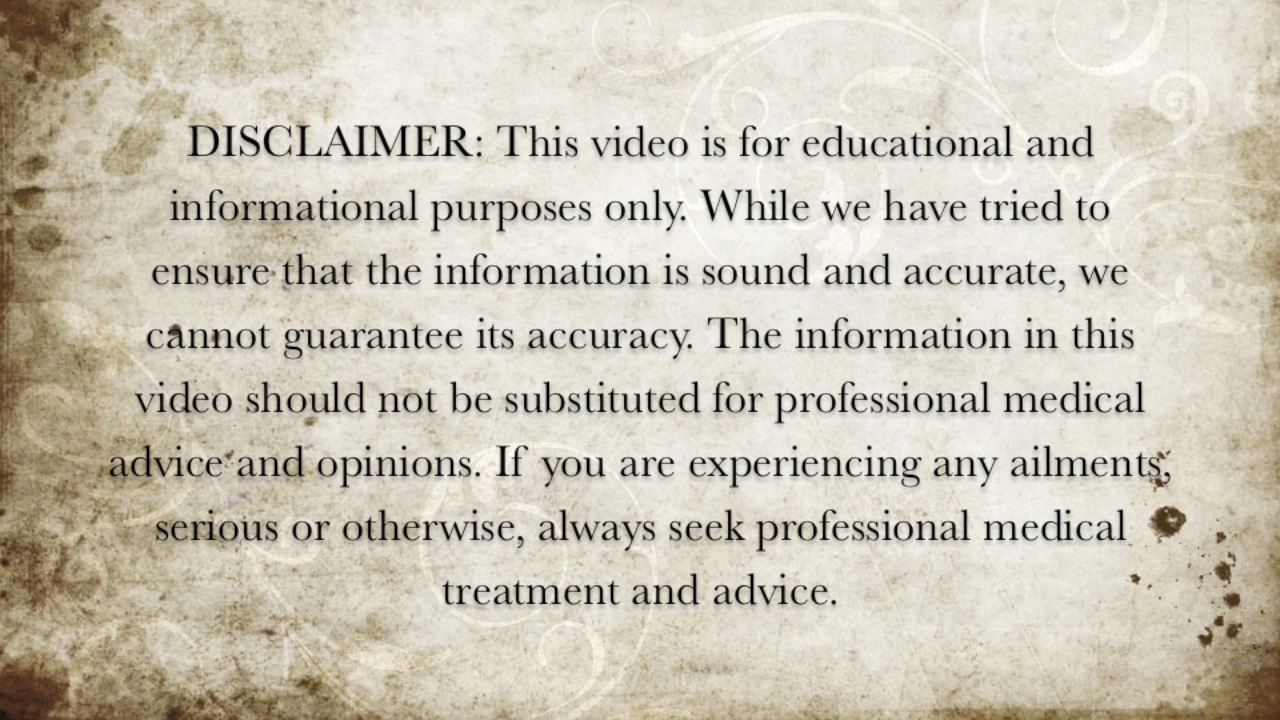 DISCLAIMER: This video is for educational and
informational purposes only. While we have tried to
ensure that the information is sound and accurate, we
cannot guarantee its accuracy. The information in this
video should not be substituted for professional medical
advice and opinions. If you are experiencing any ailments,
serious or otherwise, always seek professional medical
treatment and advice.